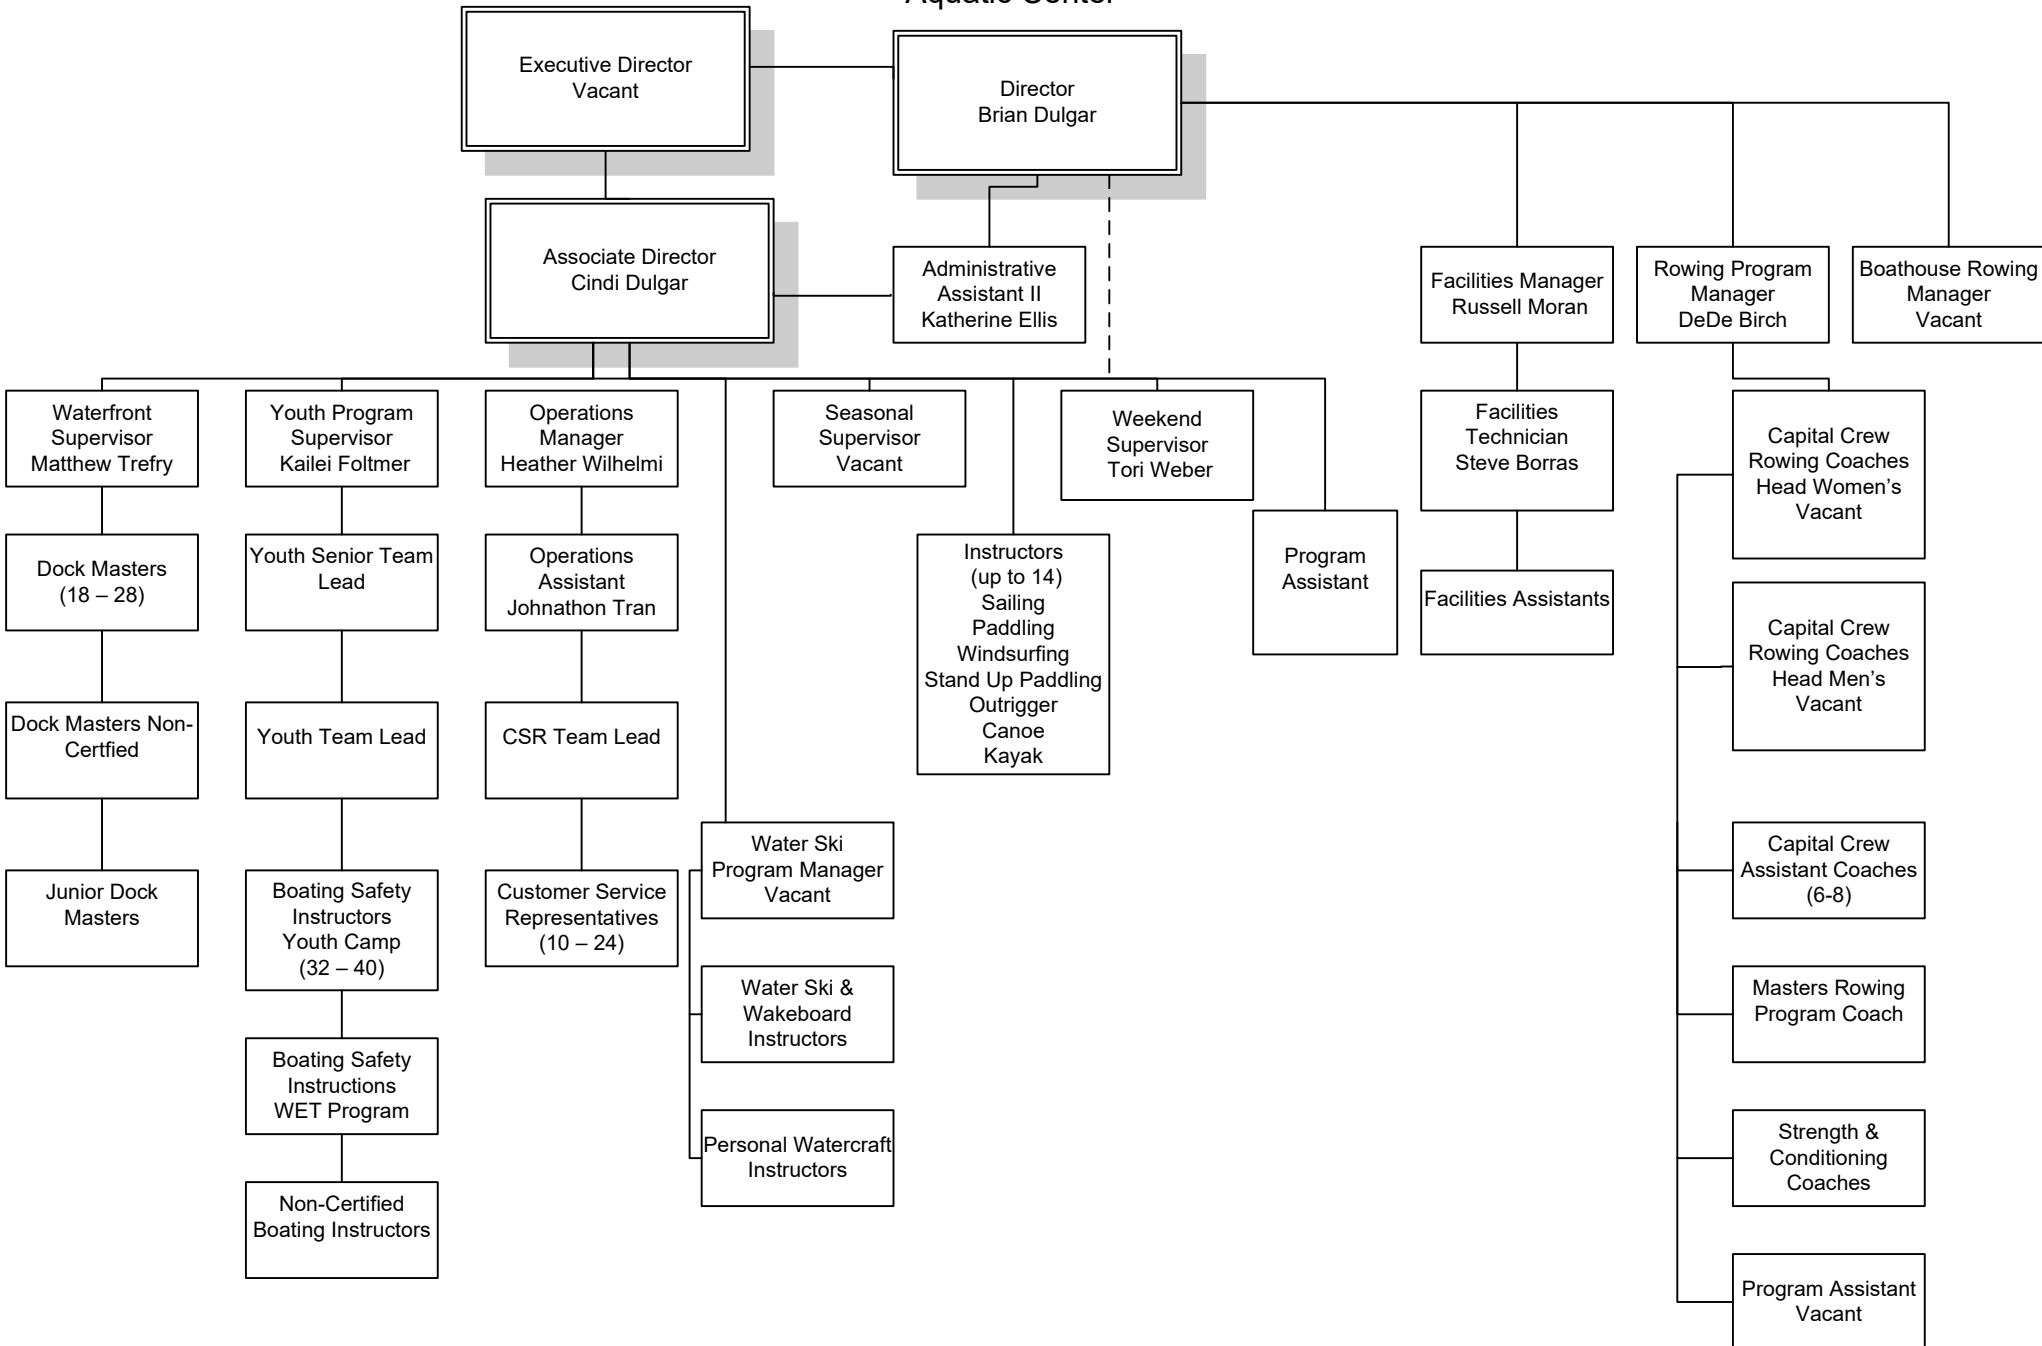 Aquatic Center
Executive Director
Vacant
Director
Brian Dulgar
Associate Director
Cindi Dulgar
Administrative
Assistant II
Katherine Ellis
Facilities Manager
Russell Moran
Rowing Program
Manager
DeDe Birch
Boathouse Rowing
Manager
Vacant
Waterfront
Supervisor
Matthew Trefry
Youth Program
Supervisor
Kailei Foltmer
Operations
Manager
Heather Wilhelmi
Seasonal
Supervisor
Vacant
Weekend
Supervisor
Tori Weber
Facilities
Technician
Steve Borras
Capital Crew
Rowing Coaches
Head Women’s
Vacant
Dock Masters
(18 – 28)
Youth Senior Team
Lead
Operations
Assistant
Johnathon Tran
Instructors
(up to 14)
Sailing
Paddling
Windsurfing
Stand Up Paddling
Outrigger
Canoe
Kayak
Program
Assistant
Facilities Assistants
Capital Crew
Rowing Coaches
Head Men’s
Vacant
Dock Masters Non-
Certfied
Youth Team Lead
CSR Team Lead
Water Ski
Program Manager
Vacant
Capital Crew
Assistant Coaches
(6-8)
Junior Dock
Masters
Boating Safety
Instructors
Youth Camp
(32 – 40)
Customer Service
Representatives
(10 – 24)
Water Ski &
Wakeboard
Instructors
Masters Rowing
Program Coach
Boating Safety
Instructions
WET Program
Personal Watercraft
Instructors
Strength &
Conditioning
Coaches
Non-Certified
Boating Instructors
Program Assistant
Vacant